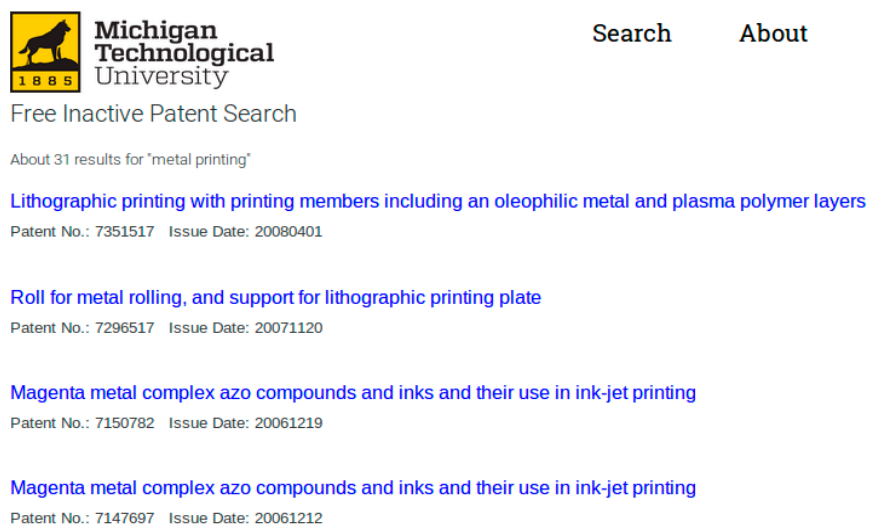 Michigan
Technological
University
1885
Search
About
Free Inactive Patent Search
About 31 results for "metal printing"
Lithographic printing with printing members including an oleophilic metal and plasma polymer layers
Patent No.: 7351517 Issue Date: 20080401
Roll for metal rolling, and support for lithographic printing plate
Patent No.: 7296517 Issue Date: 20071120
Magenta metal complex azo compounds and inks and their use in ink-jet printing
Patent No.: 7150782 Issue Date: 20061219
Magenta metal complex azo compounds and inks and their use in ink-jet printing
Patent No.: 7147697 Issue Date: 20061212